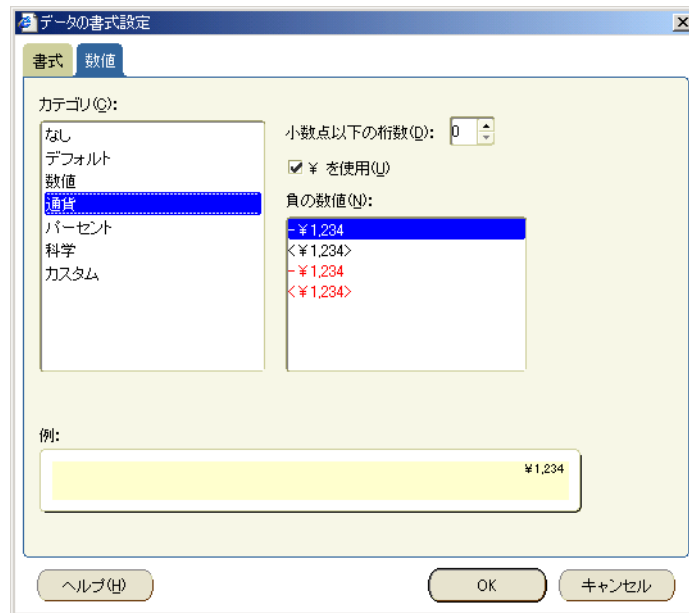 データの書式設定
書式 数値
カテゴリ(C):
なし
デフォルト
数値
通貨
パーセント
科学
カスタム
小数点以下の桁数(D): 0
¥ を使用(U)
負の数値(N):
-¥1,234
<¥1,234>
-¥1,234
<¥1,234>
例:
¥1,234
ヘルプ(H) OK キャンセル